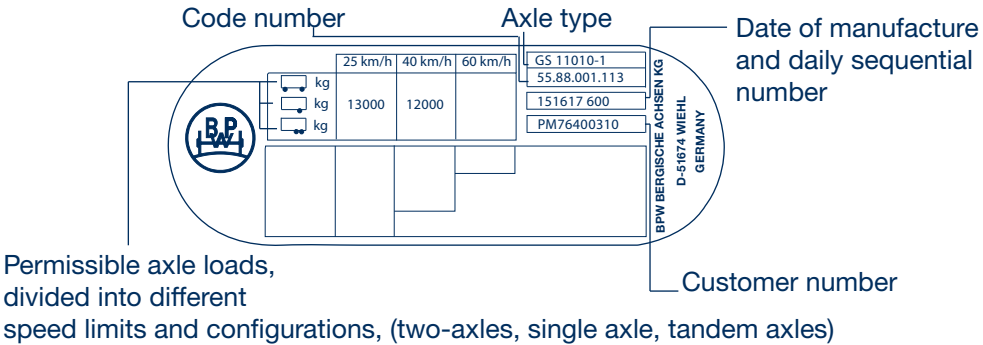 Code number
Axle type
Date of manufacture
and daily sequential
number
25 km/h 40 km/h 60 km/h
GS 11010-1
55.88.001.113
kg
kg 13000 12000
kg
151617 600
PM76400310
BPW
BPW BERGISCHE ACHSEN KG
D-51674 WIEHL
GERMANY
Permissible axle loads,
divided into different
speed limits and configurations, (two-axles, single axle, tandem axles)
Customer number